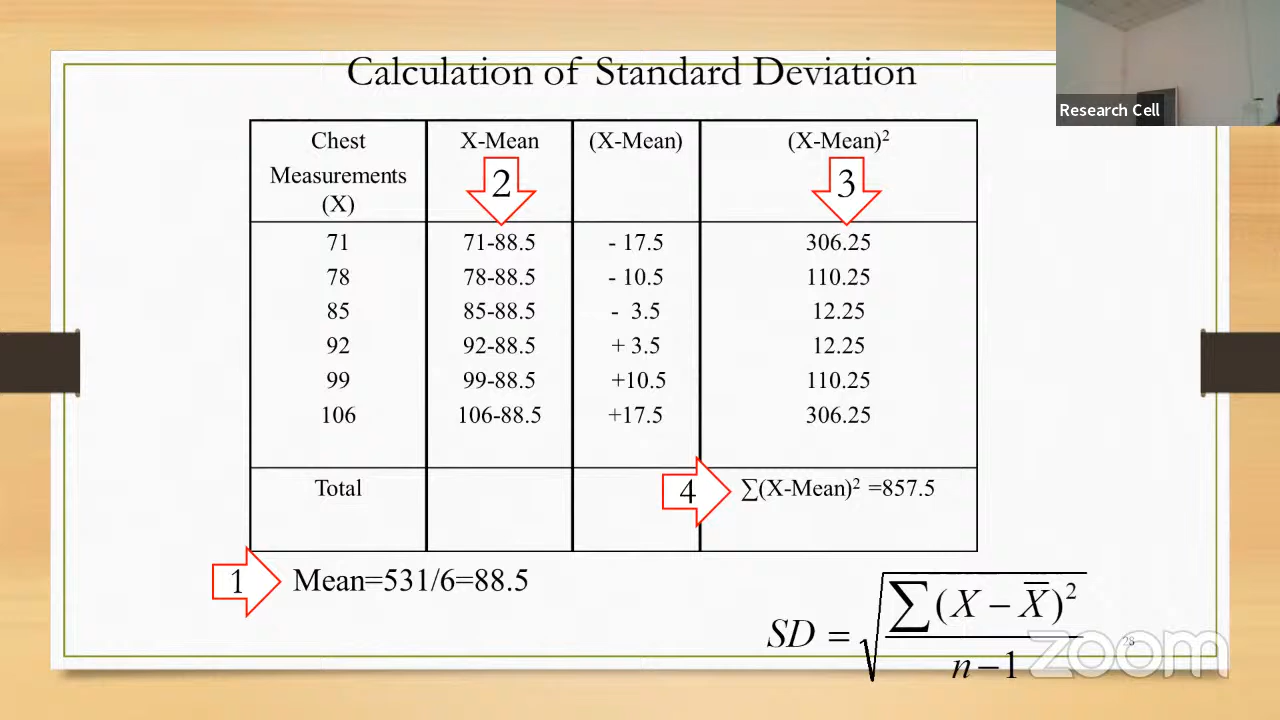 Calculation of Standard Deviation
Research Cell
Chest Measurements (X) X-Mean (X-Mean) (X-Mean)²
2 3
71 71-88.5 - 17.5 306.25
78 78-88.5 - 10.5 110.25
85 85-88.5 - 3.5 12.25
92 92-88.5 + 3.5 12.25
99 99-88.5 +10.5 110.25
106 106-88.5 +17.5 306.25
Total 4 ∑(X-Mean)² =857.5
1 Mean=531/6=88.5
SD = √(∑(X − X̅)² / (n−1))
28
zoom